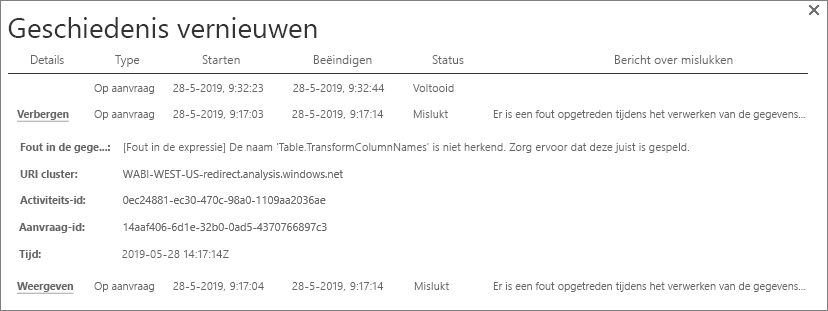 Geschiedenis vernieuwen
Details Type Starten Beëindigen Status Bericht over mislukken
Op aanvraag 28-5-2019, 9:32:23 28-5-2019, 9:32:44 Voltooid
Verbergen Op aanvraag 28-5-2019, 9:17:03 28-5-2019, 9:17:14 Mislukt Er is een fout opgetreden tijdens het verwerken van de gegevens...
Fout in de gege...: [Fout in de expressie] De naam 'Table.TransformColumnNames' is niet herkend. Zorg ervoor dat deze juist is gespeld.
URI cluster: WABI-WEST-US-redirect.analysis.windows.net
Activiteits-id: 0ec24881-ec30-470c-98a0-1109aa2036ae
Aanvraag-id: 14aaf406-6d1e-32b0-0ad5-4370766897c3
Tijd: 2019-05-28 14:17:14Z
Weergeven Op aanvraag 28-5-2019, 9:17:04 28-5-2019, 9:17:14 Mislukt Er is een fout opgetreden tijdens het verwerken van de gegevens...